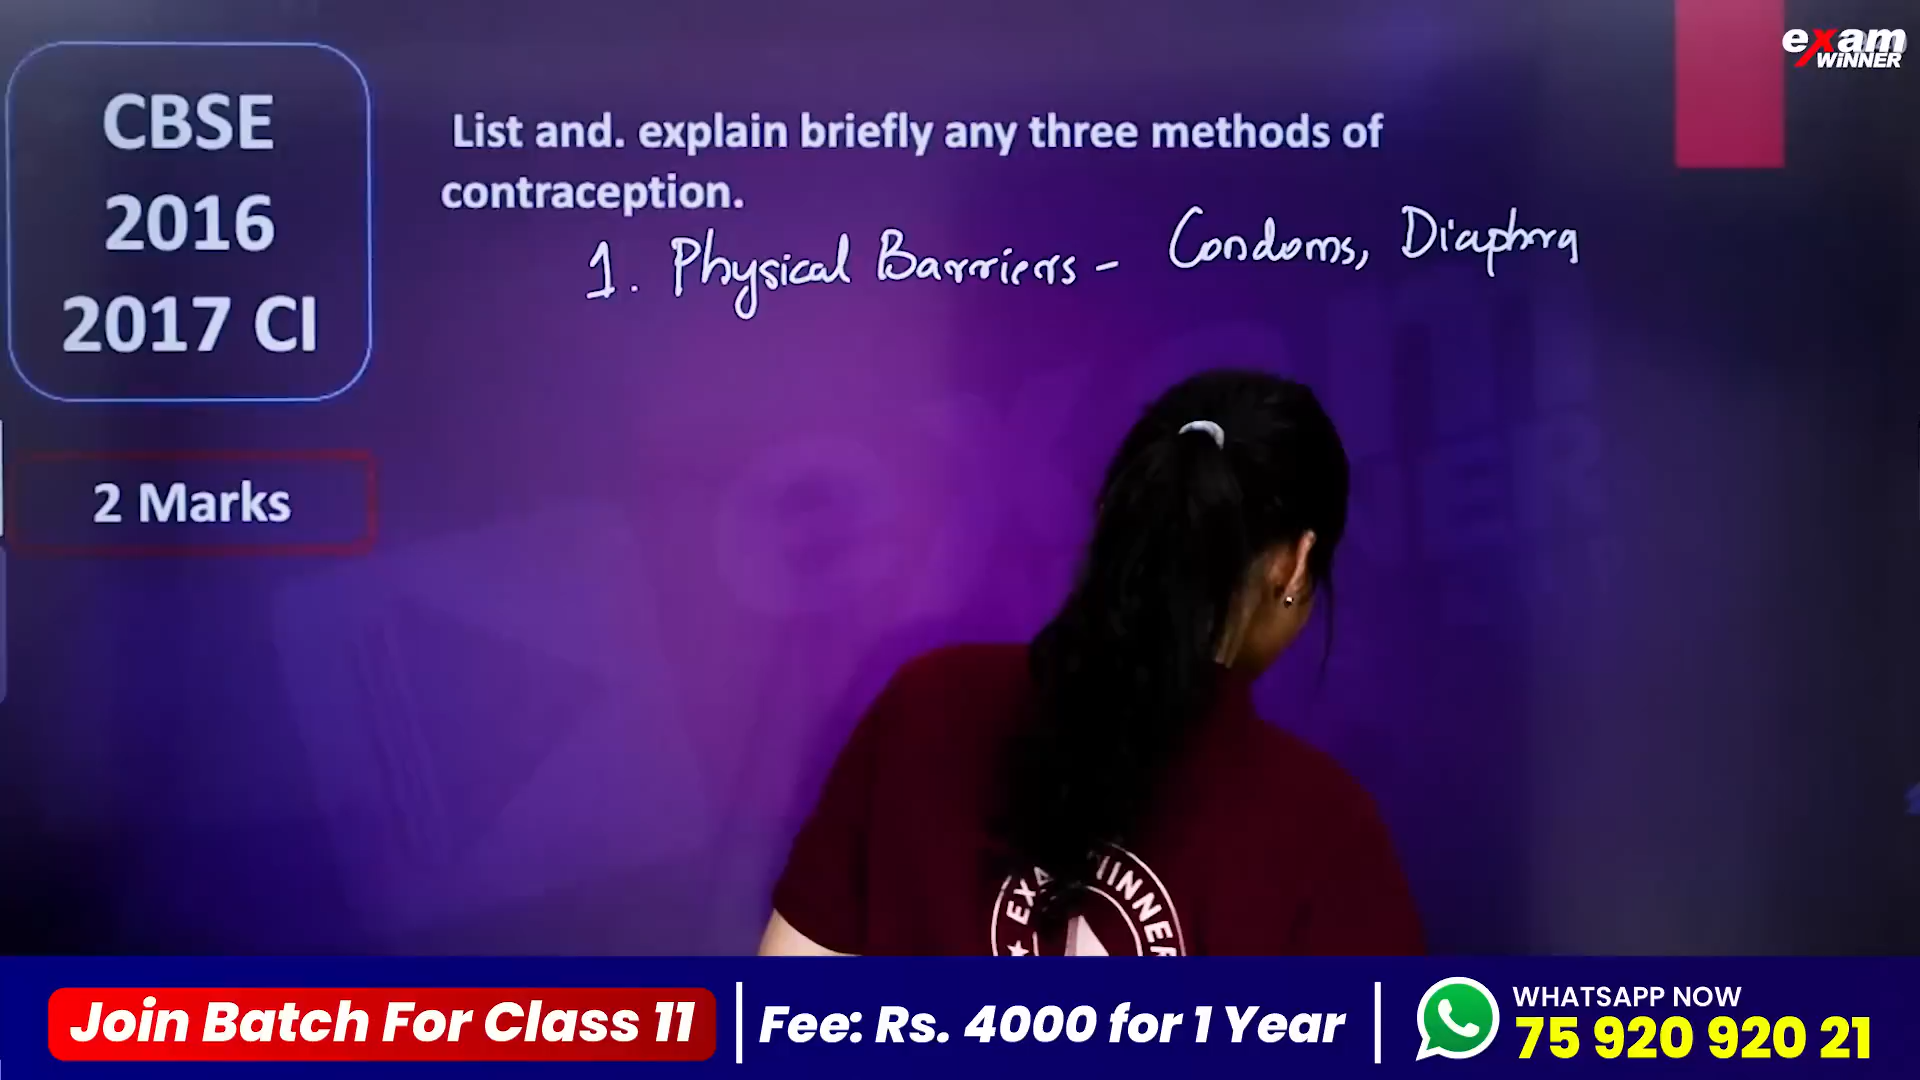 exam
WiNNER
CBSE
2016
2017 CI
List and. explain briefly any three methods of
contraception.
1. Physical Barriers - Condoms, Diaphrag
2 Marks
EXAM WINNER
Join Batch For Class 11
Fee: Rs. 4000 for 1 Year
WHATSAPP NOW
75 920 920 21